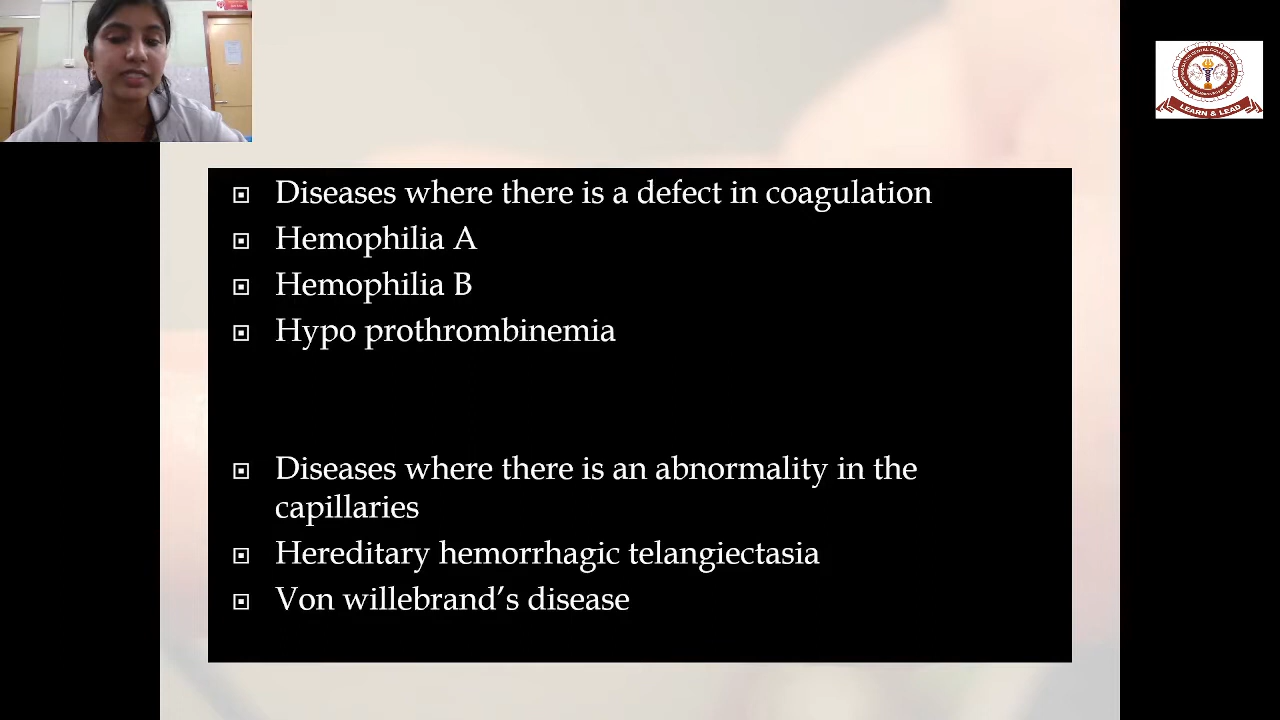 Diseases where there is a defect in coagulation
Hemophilia A
Hemophilia B
Hypo prothrombinemia
Diseases where there is an abnormality in the
capillaries
Hereditary hemorrhagic telangiectasia
Von willebrand’s disease
LEARN & LEAD